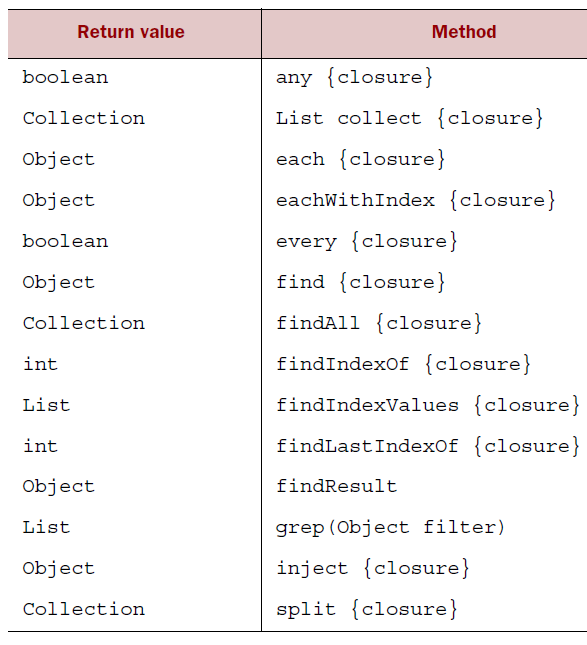 Return value Method
boolean any {closure}
Collection List collect {closure}
Object each {closure}
Object eachWithIndex {closure}
boolean every {closure}
Object find {closure}
Collection findAll {closure}
int findIndexOf {closure}
List findIndexValues {closure}
int findLastIndexOf {closure}
Object findResult
List grep(Object filter)
Object inject {closure}
Collection split {closure}